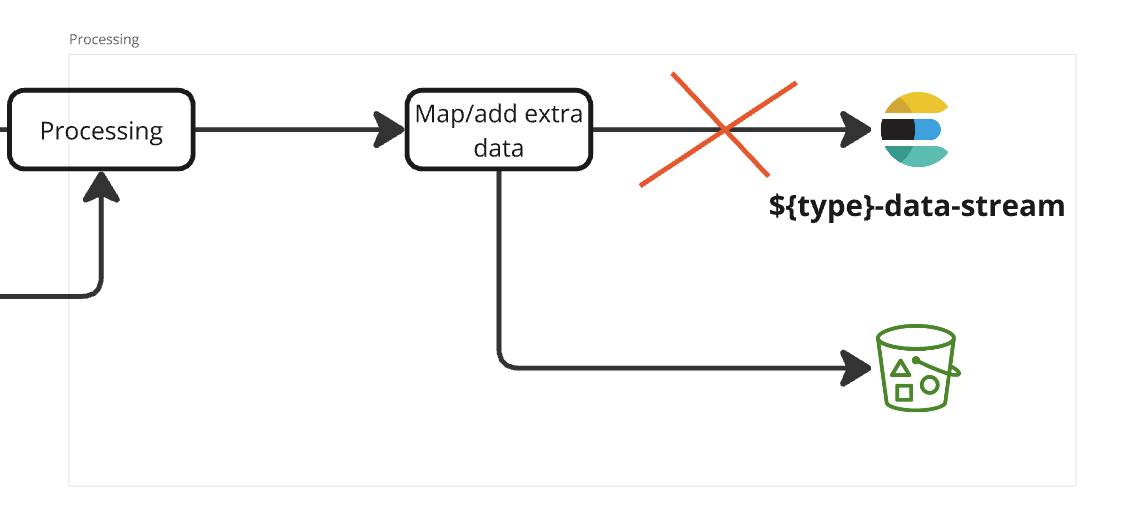 Processing
Processing
Map/add extra
data
${type}-data-stream